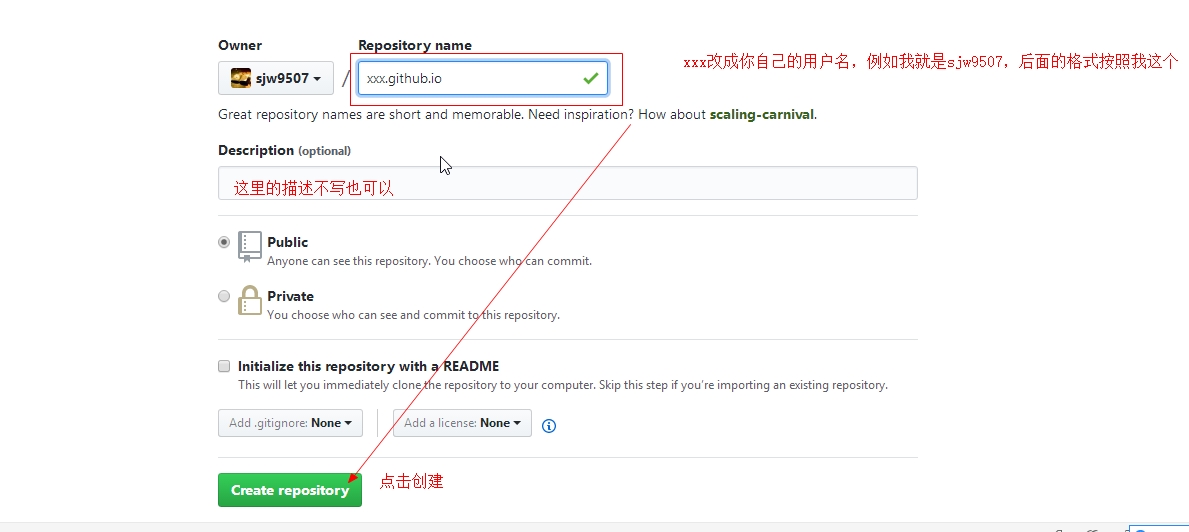 Owner
Repository name
sjw9507
/
xxx.github.io
xxx改成你自己的用户名，例如我就是sjw9507，后面的格式按照我这个
Great repository names are short and memorable. Need inspiration? How about scaling-carnival.
Description (optional)
这里的描述不写也可以
Public
Anyone can see this repository. You choose who can commit.
Private
You choose who can see and commit to this repository.
Initialize this repository with a README
This will let you immediately clone the repository to your computer. Skip this step if you’re importing an existing repository.
Add .gitignore: None
Add a license: None
Create repository
点击创建